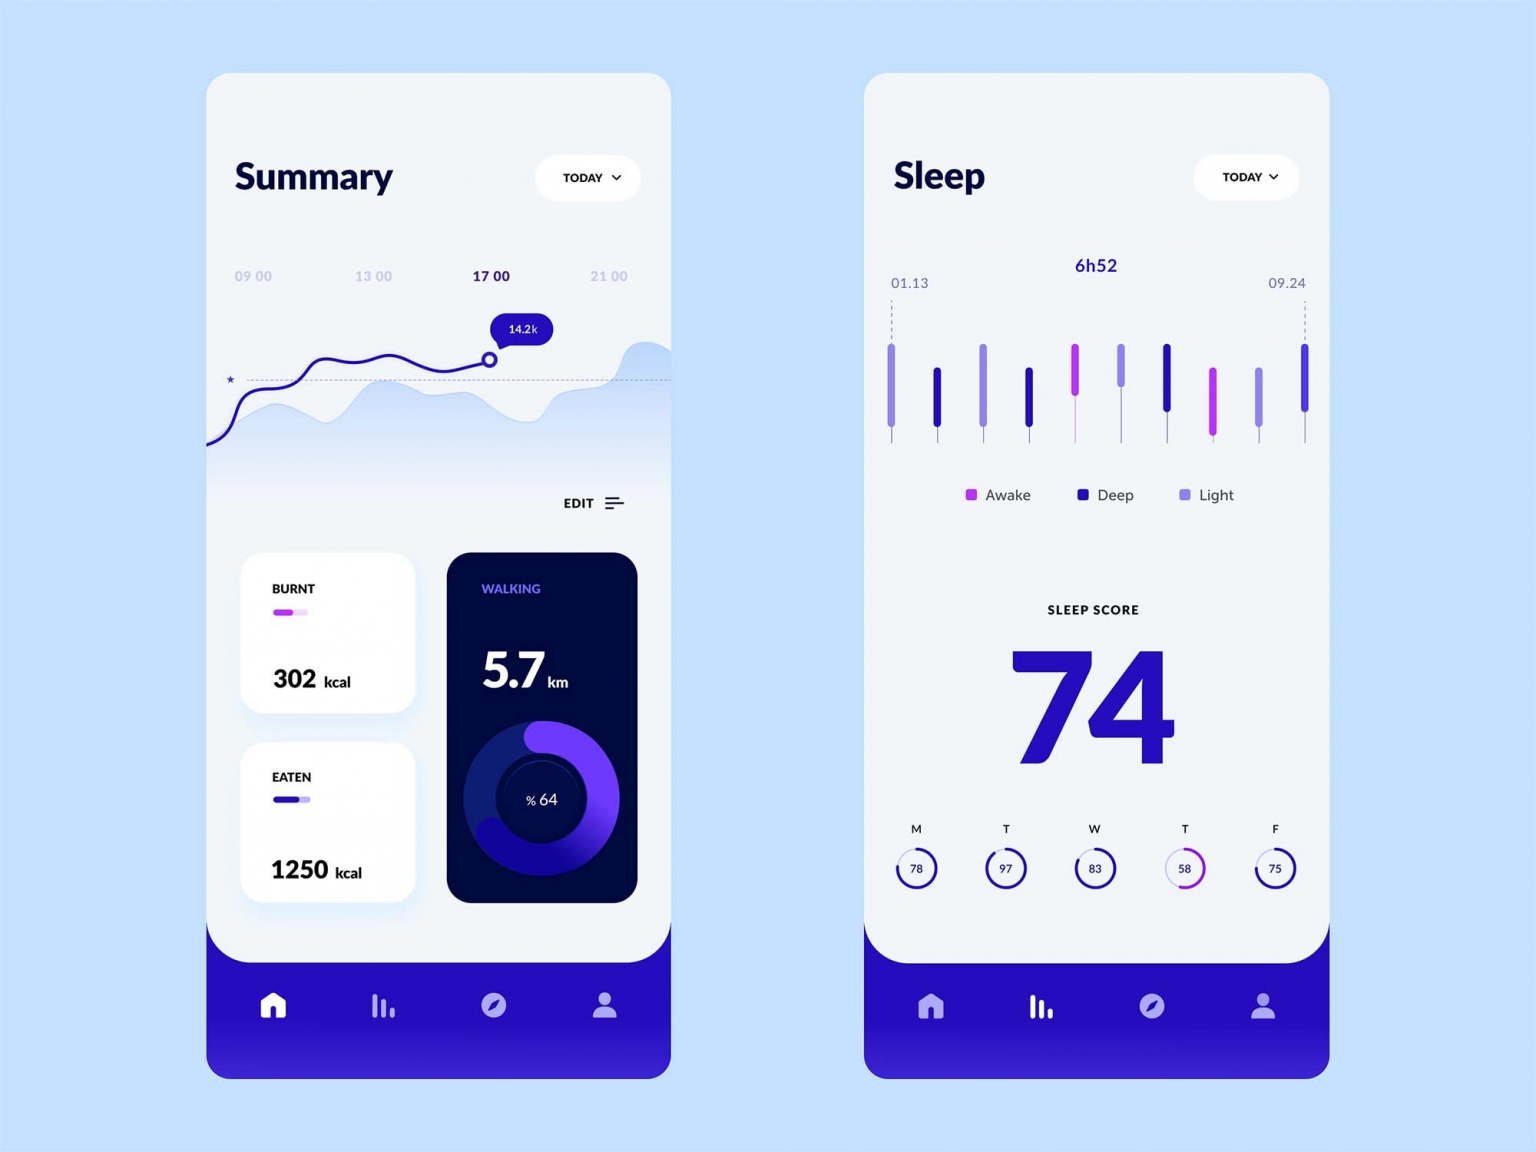 Summary
TODAY
09 00
13 00
17 00
21 00
14.2k
EDIT
BURNT
302 kcal
EATEN
1250 kcal
WALKING
5.7 km
% 64
Sleep
TODAY
6h52
01.13
09.24
Awake
Deep
Light
SLEEP SCORE
74
M
T
W
T
F
78
97
83
58
75